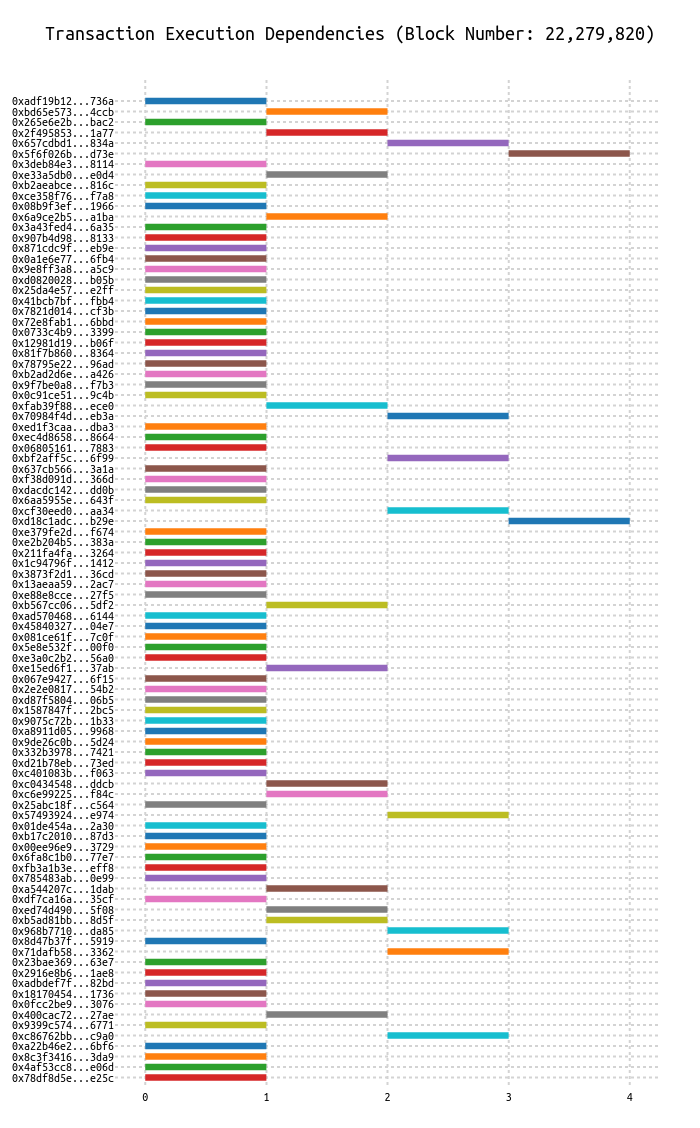 Transaction Execution Dependencies (Block Number: 22,279,820)
0xadf19b12...736a
0xbd65e573...4ccb
0x265e6e2b...bac2
0x2f495853...1a77
0x657cdbd1...834a
0x5f6f026b...d73e
0x3deb84e3...8114
0xe33a5db0...e0d4
0xb2aeabce...816c
0xce358f76...f7a8
0x08b9f3ef...1966
0x6a9ce2b5...a1ba
0x3a43fed4...6a35
0x907b4d98...8133
0x871cdc9f...eb9e
0x0a1e6e77...6fb4
0x9e8ff3a8...a5c9
0xd0820028...b05b
0x25da4e57...e2ff
0x41bcb7bf...fbb4
0x7821d014...cf3b
0x72e8fab1...6bbd
0x0733c4b9...3399
0x12981d19...b06f
0x81f7b860...8364
0x78795e22...96ad
0xb2ad2d6e...a426
0x9f7be0a8...f7b3
0x0c91ce51...9c4b
0xfab39f88...ece0
0x70984f4d...eb3a
0xed1f3caa...dba3
0xec4d8658...8664
0x06805161...7883
0xbf2aff5c...6f99
0x637cb566...3a1a
0xf38d091d...366d
0xdacdc142...dd0b
0x6aa5955e...643f
0xcf30eed0...aa34
0xd18c1adc...b29e
0xe379fe2d...f674
0xe2b204b5...383a
0x211fa4fa...3264
0x1c94796f...1412
0x3873f2d1...36cd
0x13aeaa59...2ac7
0xe88e8cce...27f5
0xb567cc06...5df2
0xad570468...6144
0x45840327...04e7
0x081ce61f...7c0f
0x5e8e532f...00f0
0xe3a0c2b2...56a0
0xe15ed6f1...37ab
0x067e9427...6f15
0x2e2e0817...54b2
0xd87f5804...06b5
0x1587847f...2bc5
0x9075c72b...1b33
0xa8911d05...9968
0x9de26c0b...5d24
0x332b3978...7421
0xd21b78eb...73ed
0xc401083b...f063
0xc0434548...ddcb
0xc6e99225...f84c
0x25abc18f...c564
0x57493924...e974
0x01de454a...2a30
0xb17c2010...87d3
0x00ee96e9...3729
0x6fa8c1b0...77e7
0xfb3a1b3e...eff8
0x785483ab...0e99
0xa544207c...1dab
0xdf7ca16a...35cf
0xed74d490...5f08
0xb5ad81bb...8d5f
0x968b7710...da85
0x8d47b37f...5919
0x71dafb58...3362
0x23bae369...63e7
0x2916e8b6...1ae8
0xadbdef7f...82bd
0x18170454...1736
0x0fcc2be9...3076
0x400cac72...27ae
0x9399c574...6771
0xc86762bb...c9a0
0xa22b46e2...6bf6
0x8c3f3416...3da9
0x4af53cc8...e06d
0x78df8d5e...e25c
0 1 2 3 4